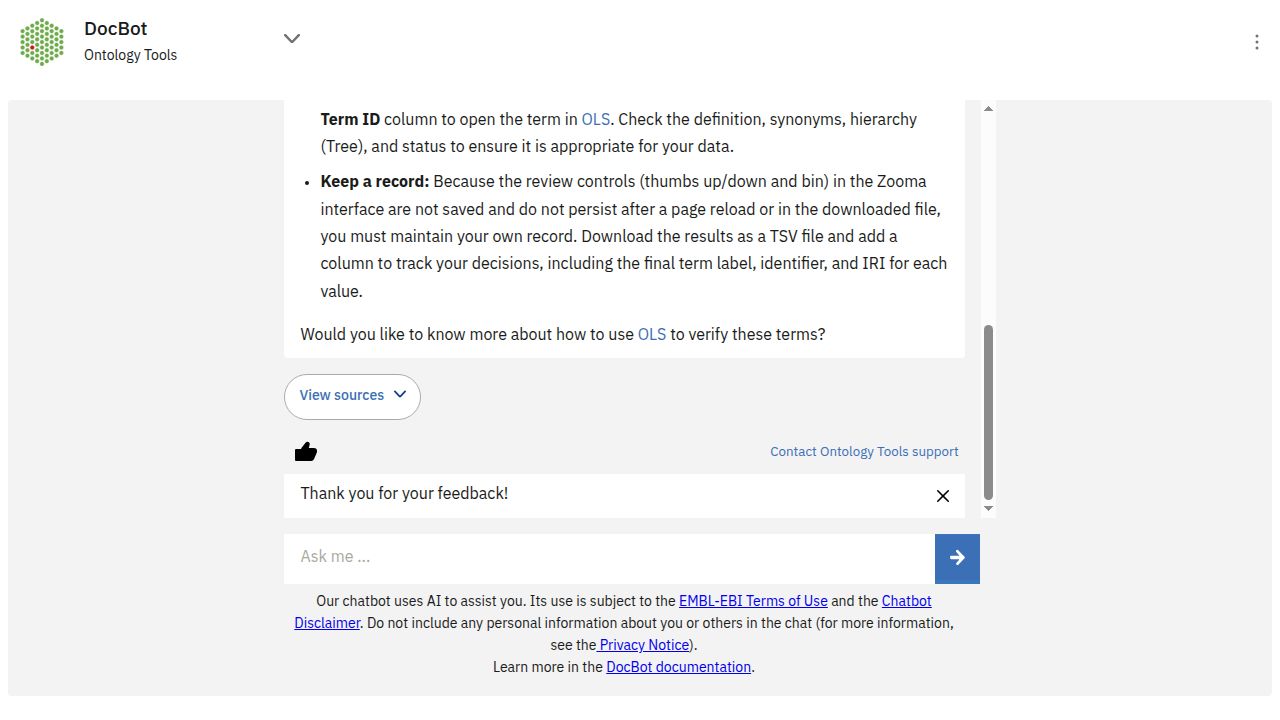 DocBot
Ontology Tools
Term ID column to open the term in OLS. Check the definition, synonyms, hierarchy
(Tree), and status to ensure it is appropriate for your data.
• Keep a record: Because the review controls (thumbs up/down and bin) in the Zooma
interface are not saved and do not persist after a page reload or in the downloaded file,
you must maintain your own record. Download the results as a TSV file and add a
column to track your decisions, including the final term label, identifier, and IRI for each
value.
Would you like to know more about how to use OLS to verify these terms?
View sources
Contact Ontology Tools support
Thank you for your feedback!
Ask me ...
Our chatbot uses AI to assist you. Its use is subject to the EMBL-EBI Terms of Use and the Chatbot
Disclaimer. Do not include any personal information about you or others in the chat (for more information,
see the Privacy Notice).
Learn more in the DocBot documentation.